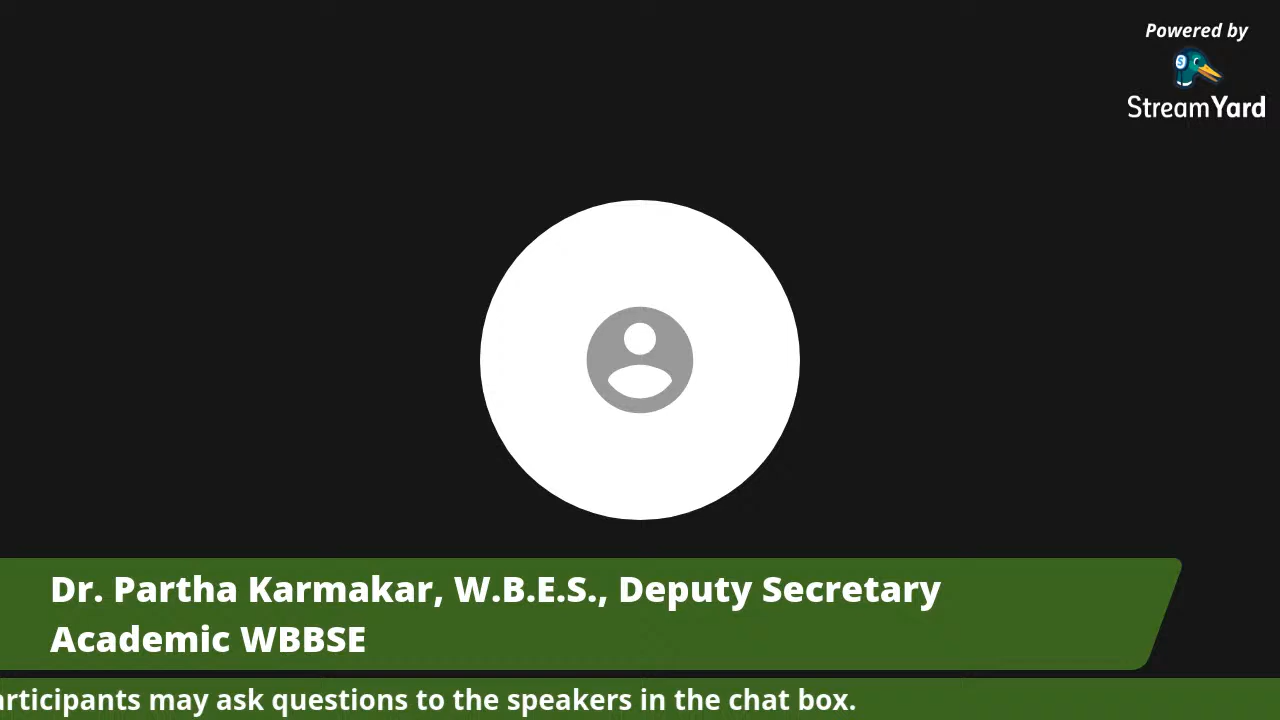 Powered by
StreamYard
Dr. Partha Karmakar, W.B.E.S., Deputy Secretary
Academic WBBSE
articipants may ask questions to the speakers in the chat box.